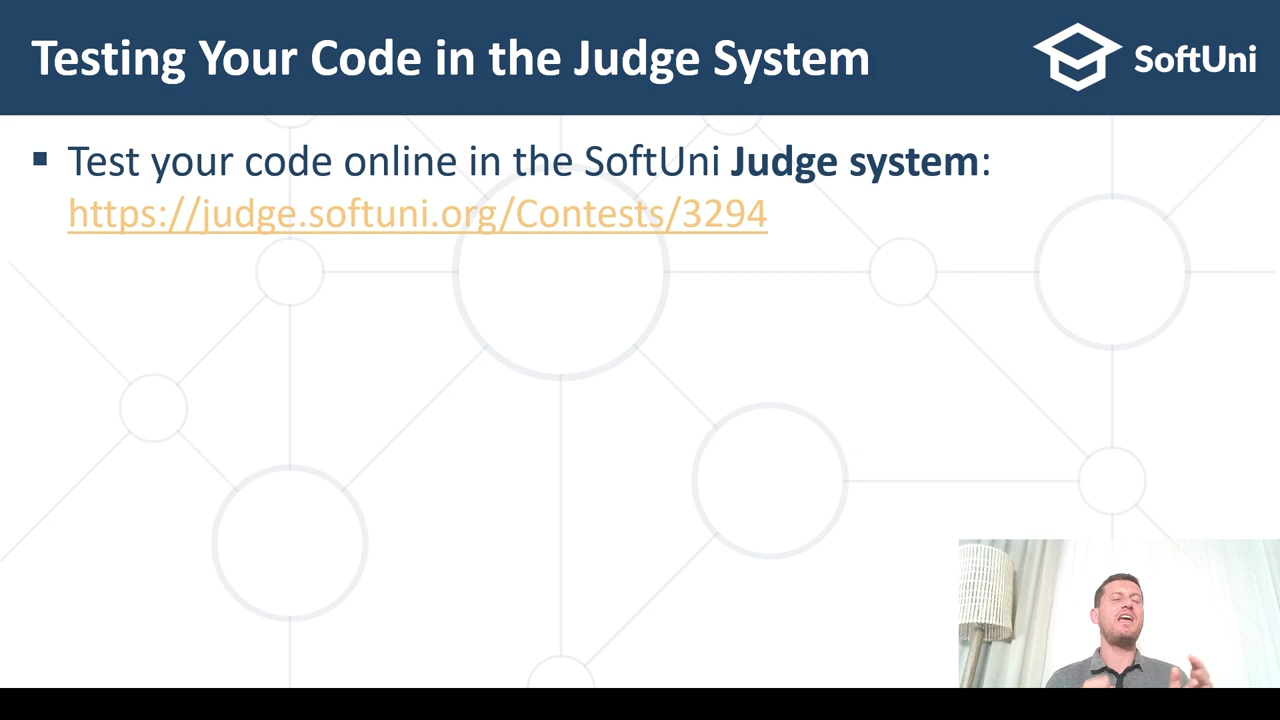 Testing Your Code in the Judge System
SoftUni
▪ Test your code online in the SoftUni Judge system:
https://judge.softuni.org/Contests/3294